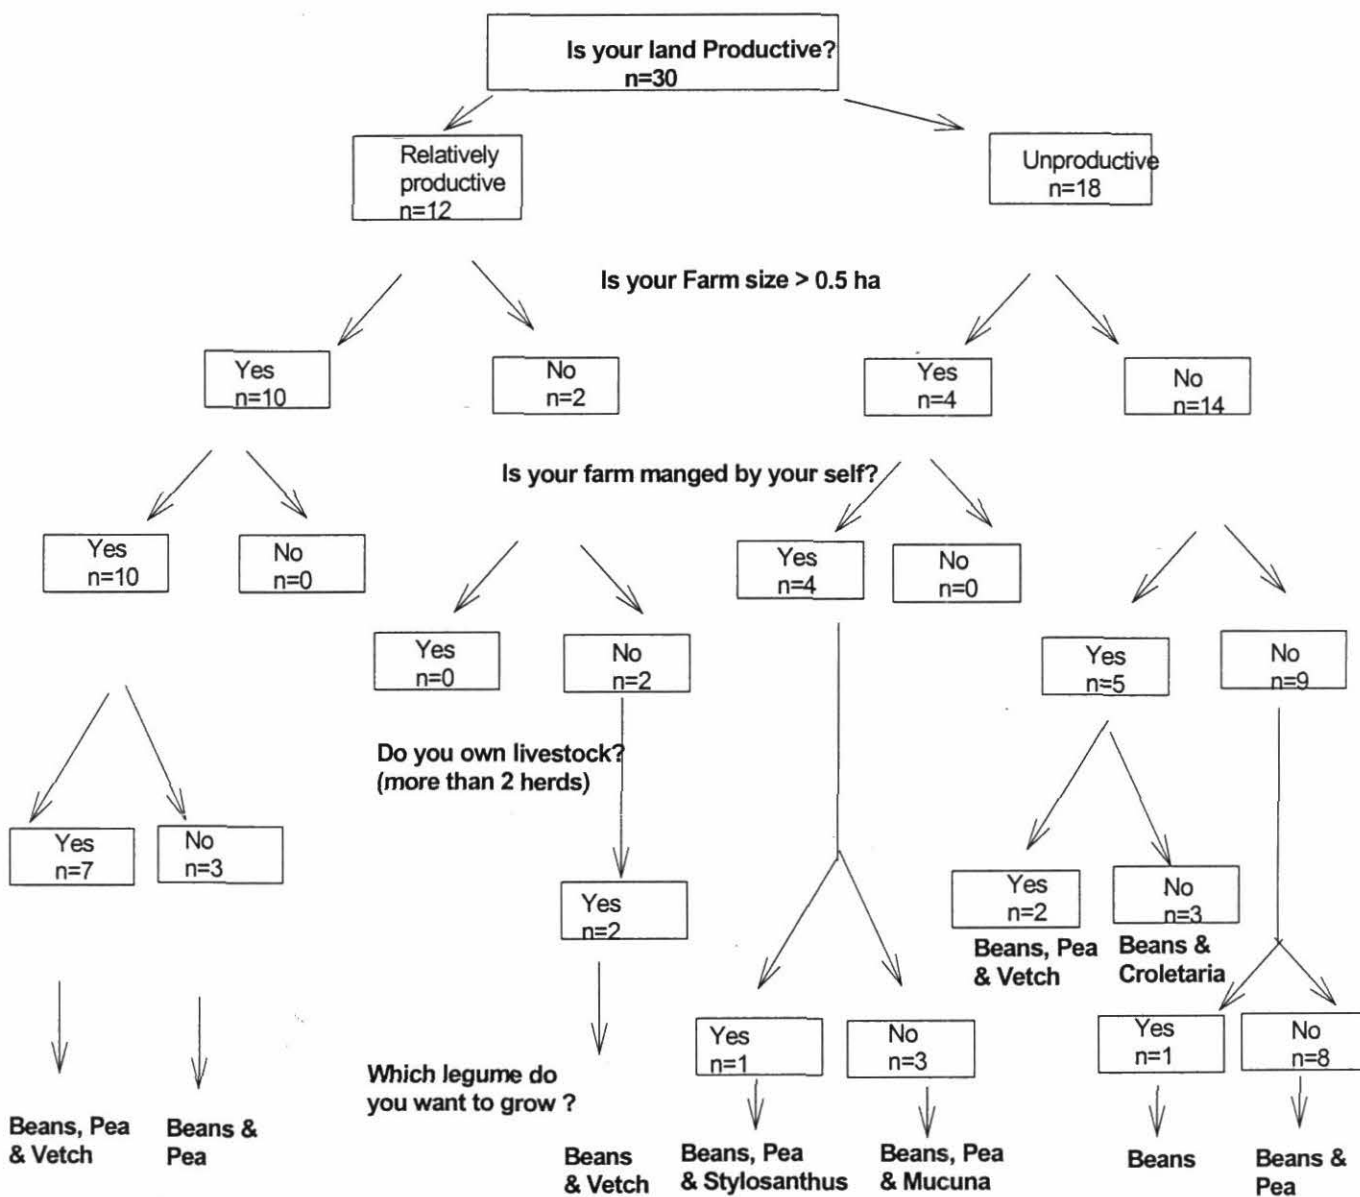 Is your land Productive?
n=30
Relatively
productive
n=12
Unproductive
n=18
Is your Farm size > 0.5 ha
Yes
n=10
No
n=2
Yes
n=4
No
n=14
Is your farm manged by your self?
Yes
n=10
No
n=0
Yes
n=4
No
n=0
Yes
n=0
No
n=2
Yes
n=5
No
n=9
Do you own livestock?
(more than 2 herds)
Yes
n=7
No
n=3
Yes
n=2
Yes
n=2
No
n=3
Beans, Pea
& Vetch
Beans &
Croletaria
Yes
n=1
No
n=3
Yes
n=1
No
n=8
Which legume do
you want to grow ?
Beans, Pea
& Vetch
Beans &
Pea
Beans
& Vetch
Beans, Pea
& Stylosanthus
Beans, Pea
& Mucuna
Beans
Beans &
Pea